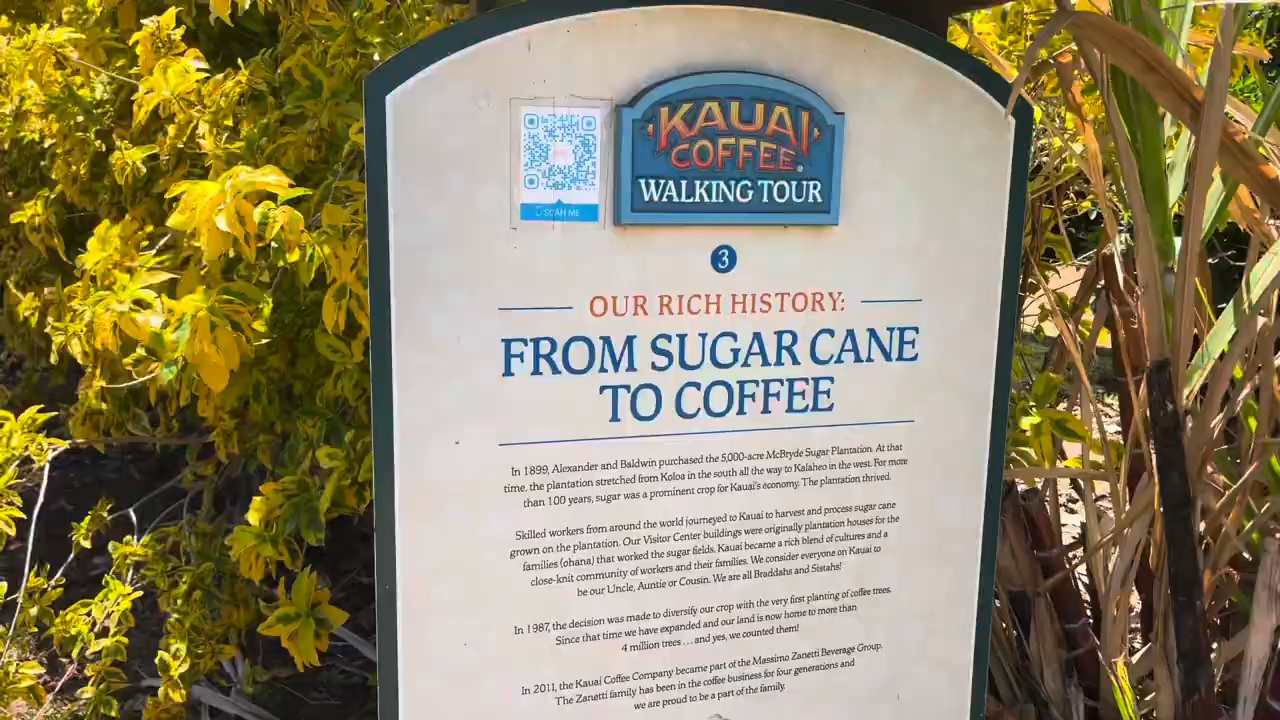 SCAN ME
KAUAI
COFFEE®
WALKING TOUR
3
OUR RICH HISTORY:
FROM SUGAR CANE
TO COFFEE
In 1899, Alexander and Baldwin purchased the 5,000-acre McBryde Sugar Plantation. At that
time, the plantation stretched from Koloa in the south all the way to Kalaheo in the west. For more
than 100 years, sugar was a prominent crop for Kauai's economy. The plantation thrived.
Skilled workers from around the world journeyed to Kauai to harvest and process sugar cane
grown on the plantation. Our Visitor Center buildings were originally plantation houses for the
families (ohana) that worked the sugar fields. Kauai became a rich blend of cultures and a
close-knit community of workers and their families. We consider everyone on Kauai to
be our Uncle, Auntie or Cousin. We are all Braddahs and Sistahs!
In 1987, the decision was made to diversify our crop with the very first planting of coffee trees.
Since that time we have expanded and our land is now home to more than
4 million trees . . . and yes, we counted them!
In 2011, the Kauai Coffee Company became part of the Massimo Zanetti Beverage Group.
The Zanetti family has been in the coffee business for four generations and
we are proud to be a part of the family.